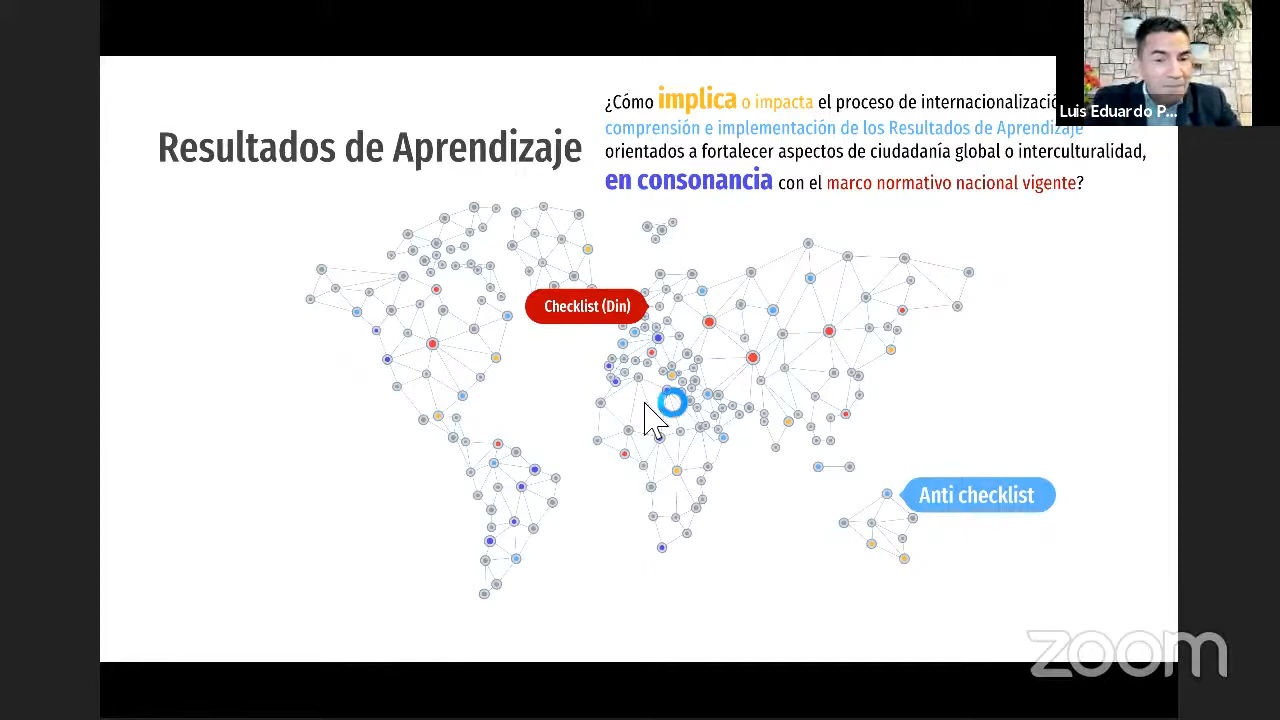 ¿Cómo implica o impacta el proceso de
comprensión e implementación de los Resultados de Aprendizaje
orientados a fortalecer aspectos de ciudadanía global o interculturalidad,
en consonancia con el marco normativo nacional vigente?
Luis Eduardo P...
Resultados de Aprendizaje
Checklist (Din)
Anti checklist
zoom